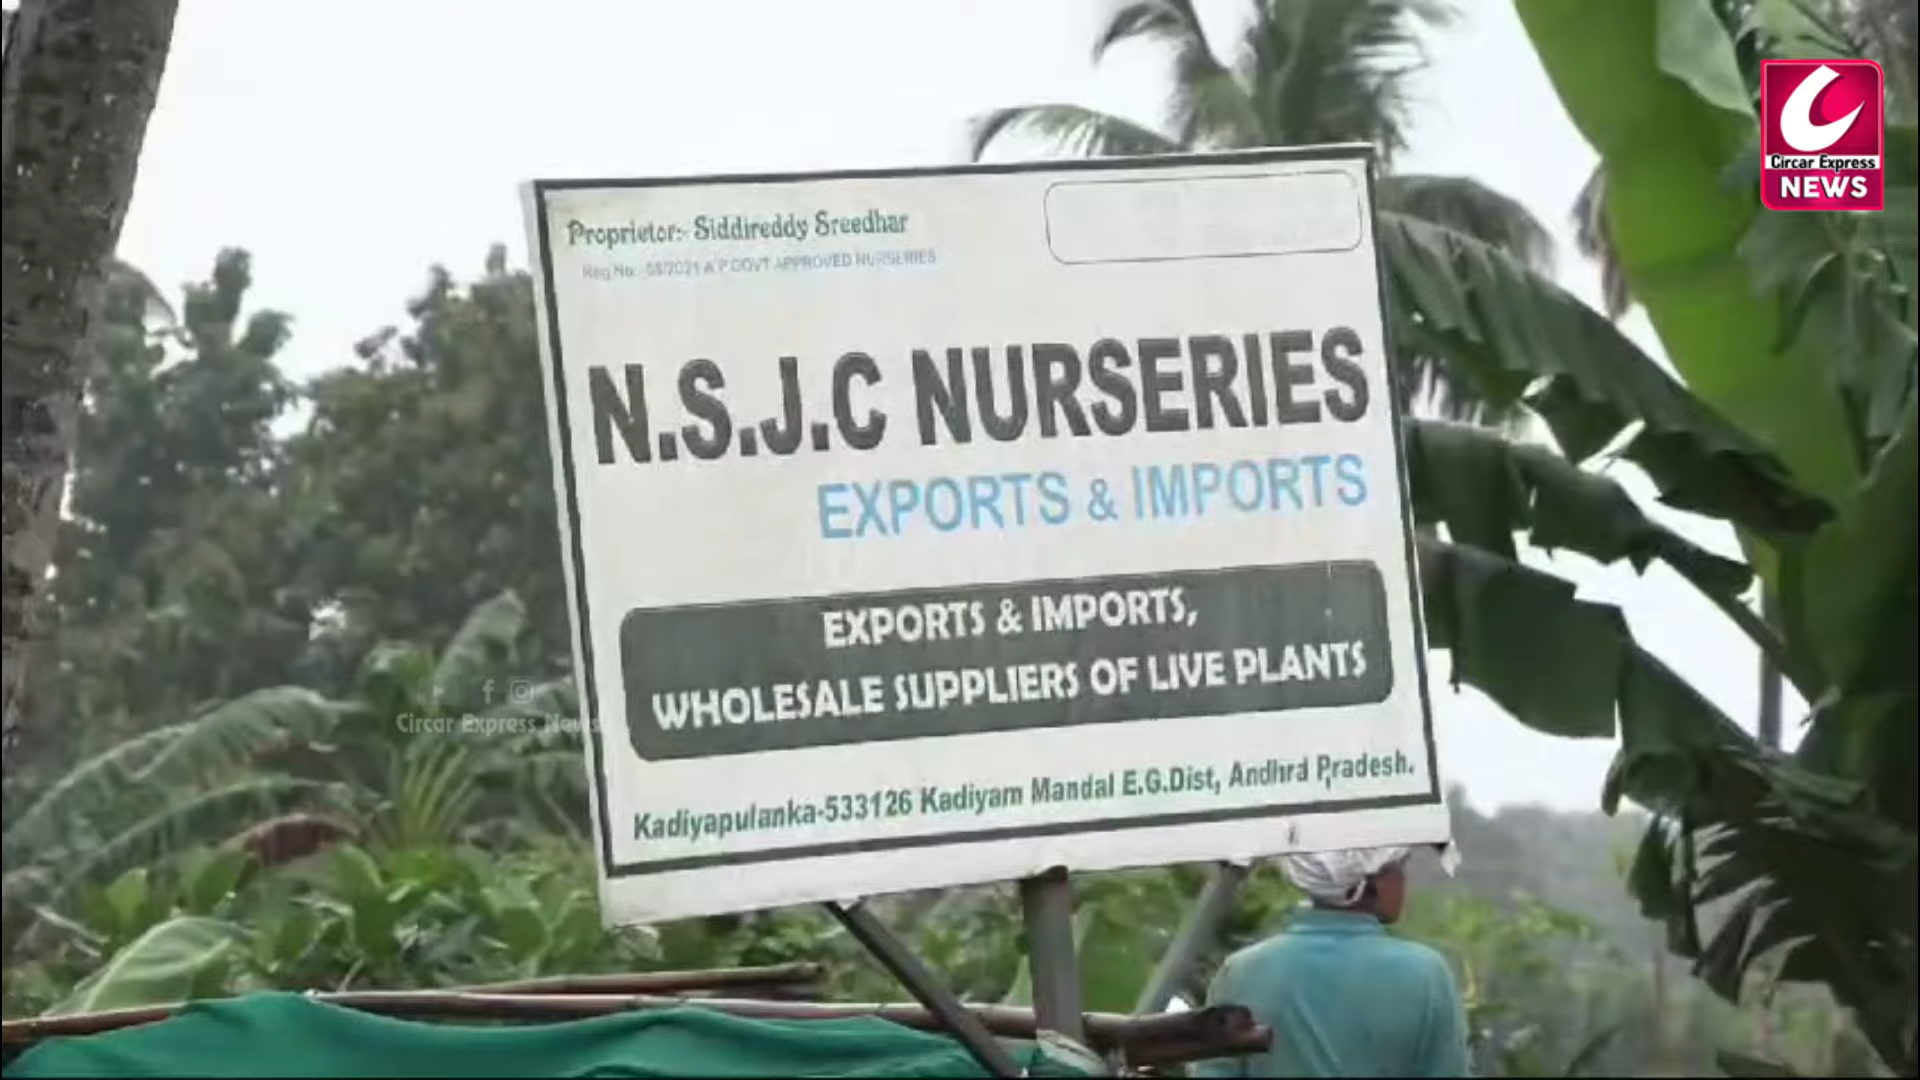 Circar Express
NEWS
Proprietor:- Siddireddy Sreedhar
Reg No:- 58/2021 A.P GOVT APPROVED NURSERIES
N.S.J.C NURSERIES
EXPORTS & IMPORTS
EXPORTS & IMPORTS,
WHOLESALE SUPPLIERS OF LIVE PLANTS
Kadiyapulanka-533126 Kadiyam Mandal E.G.Dist, Andhra Pradesh.
Circar Express News